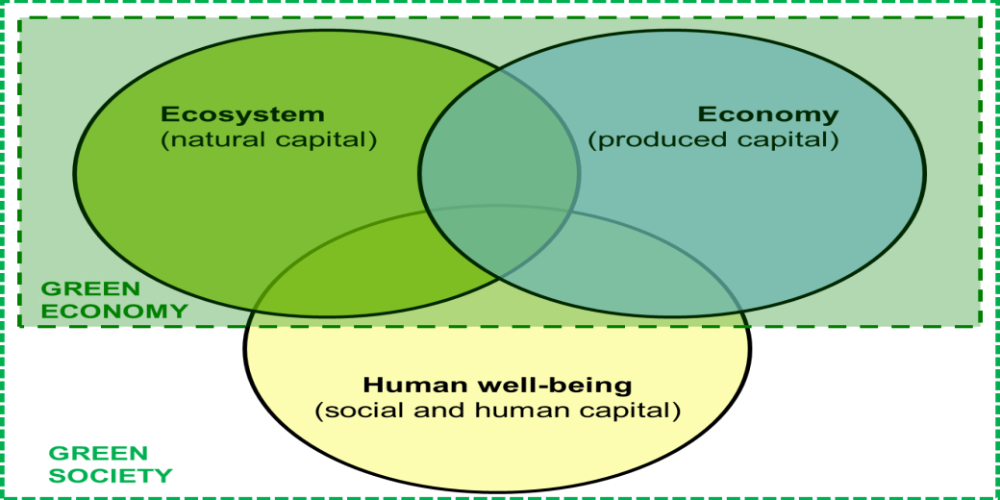 Ecosystem
(natural capital)
Economy
(produced capital)
GREEN
ECONOMY
Human well-being
(social and human capital)
GREEN
SOCIETY